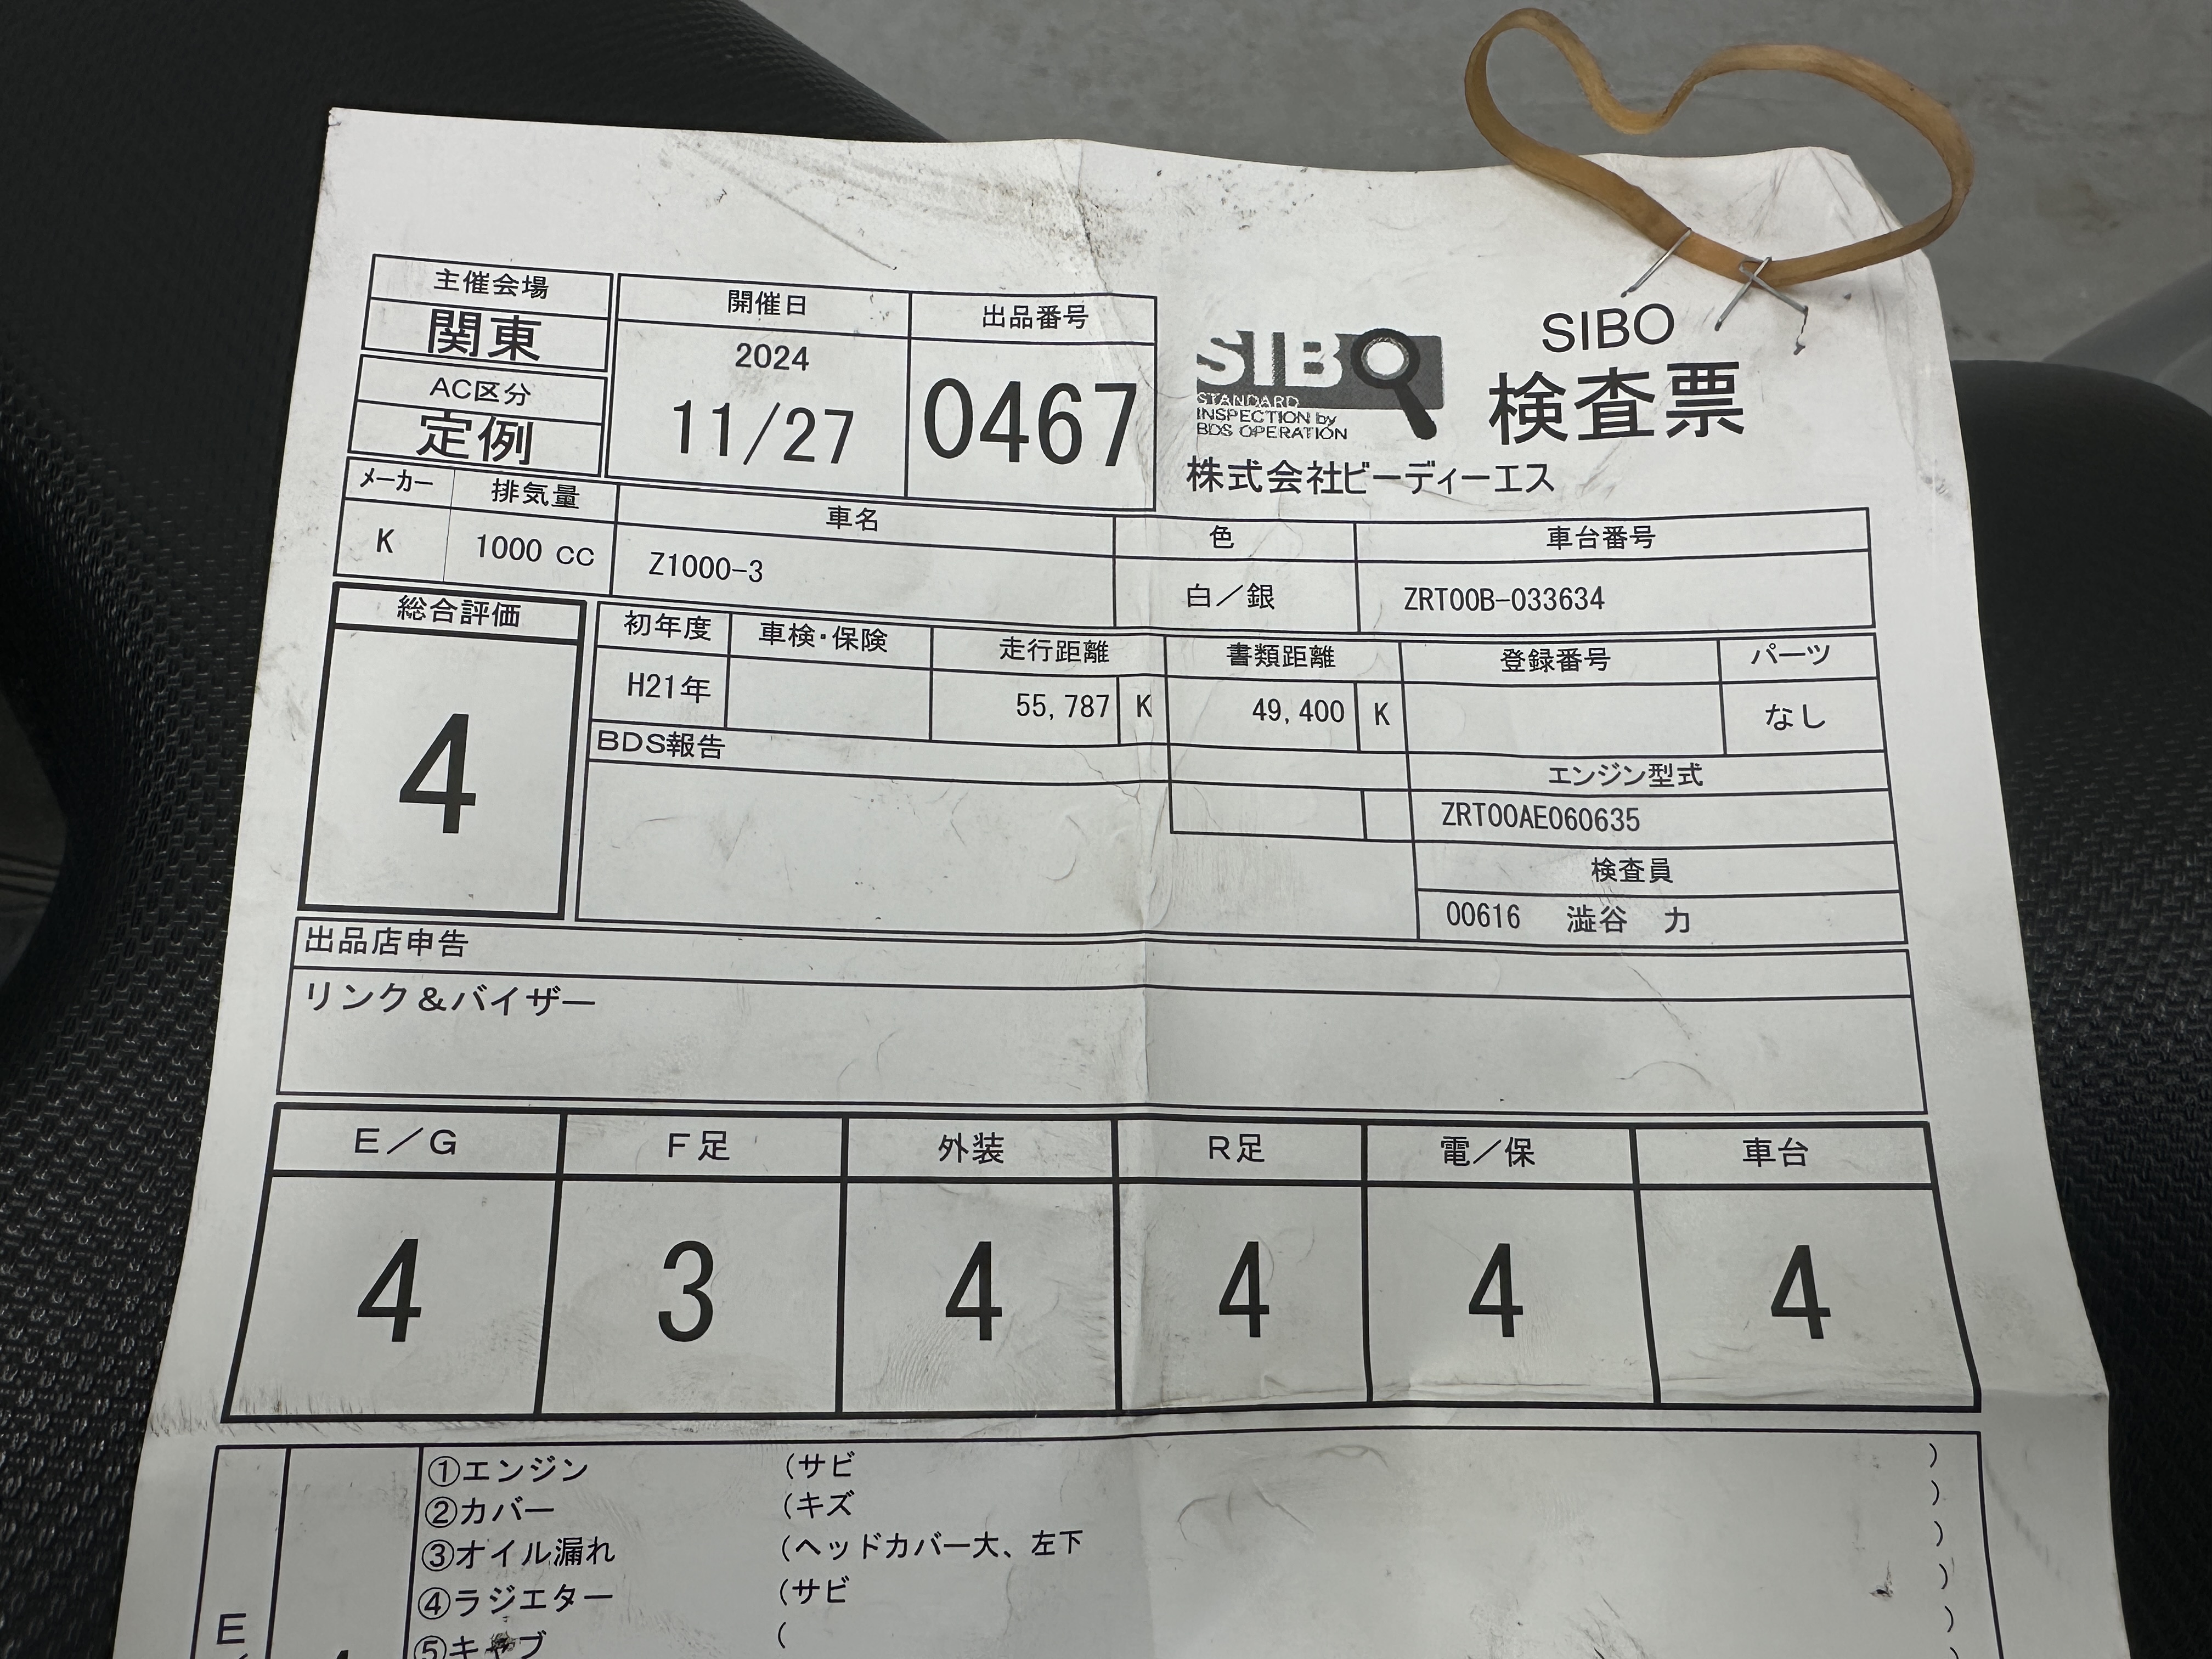 主催会場
関東
AC区分
定例
開催日
2024
11/27
出品番号
0467
SIBO
STANDARD
INSPECTION by
BDS OPERATION
SIBO
検査票
株式会社ビーディーエス
メーカー 排気量 車名 色 車台番号
K 1000 CC Z1000-3 白／銀 ZRT00B-033634
総合評価
4
初年度 車検・保険 走行距離 書類距離 登録番号 パーツ
H21年 55,787 K 49,400 K なし
BDS報告
エンジン型式
ZRT00AE060635
検査員
00616 澁谷 力
出品店申告
リンク＆バイザー
E／G F足 外装 R足 電／保 車台
4 3 4 4 4 4
①エンジン (サビ )
②カバー (キズ )
③オイル漏れ (ヘッドカバー大、左下 )
④ラジエター (サビ )
⑤キャブ ( )
E